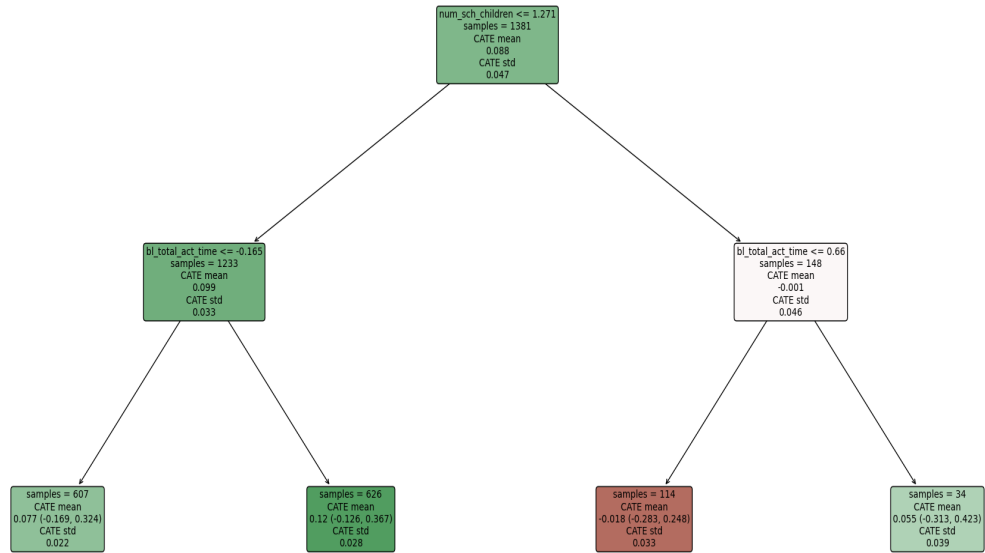 num_sch_children <= 1.271
samples = 1381
CATE mean
0.088
CATE std
0.047
bl_total_act_time <= -0.165
samples = 1233
CATE mean
0.099
CATE std
0.033
bl_total_act_time <= 0.66
samples = 148
CATE mean
-0.001
CATE std
0.046
samples = 607
CATE mean
0.077 (-0.169, 0.324)
CATE std
0.022
samples = 626
CATE mean
0.12 (-0.126, 0.367)
CATE std
0.028
samples = 114
CATE mean
-0.018 (-0.283, 0.248)
CATE std
0.033
samples = 34
CATE mean
0.055 (-0.313, 0.423)
CATE std
0.039